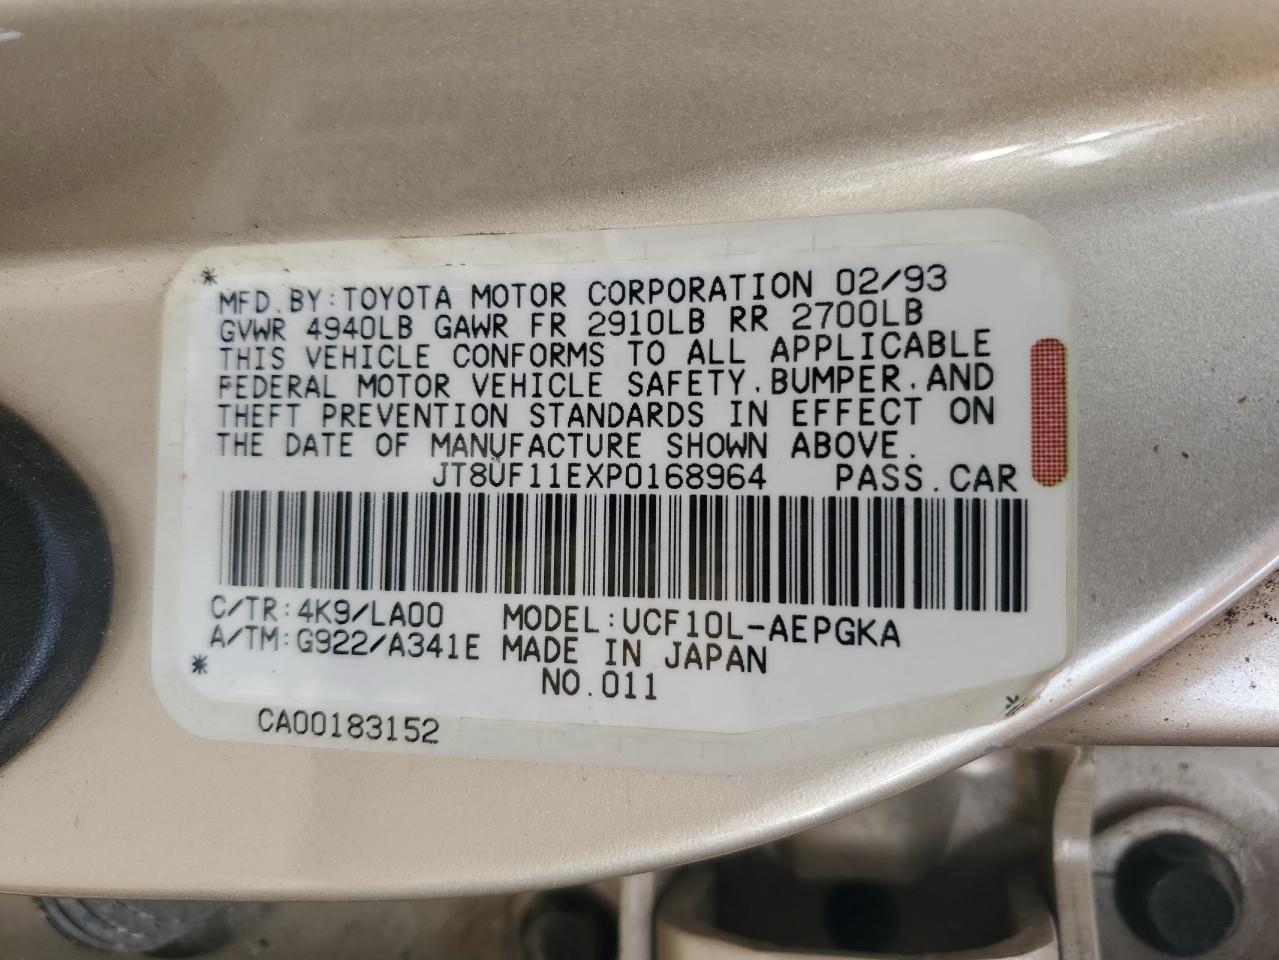 MFD. BY: TOYOTA MOTOR CORPORATION 02/93
GVWR 4940LB GAWR FR 2910LB RR 2700LB
THIS VEHICLE CONFORMS TO ALL APPLICABLE
FEDERAL MOTOR VEHICLE SAFETY, BUMPER, AND
THEFT PREVENTION STANDARDS IN EFFECT ON
THE DATE OF MANUFACTURE SHOWN ABOVE.
JT8UF11EXP0168964 PASS. CAR
C/TR: 4K9/LA00 MODEL: UCF10L-AEPGKA
A/TM: G922/A341E MADE IN JAPAN
NO. 011
CA00183152